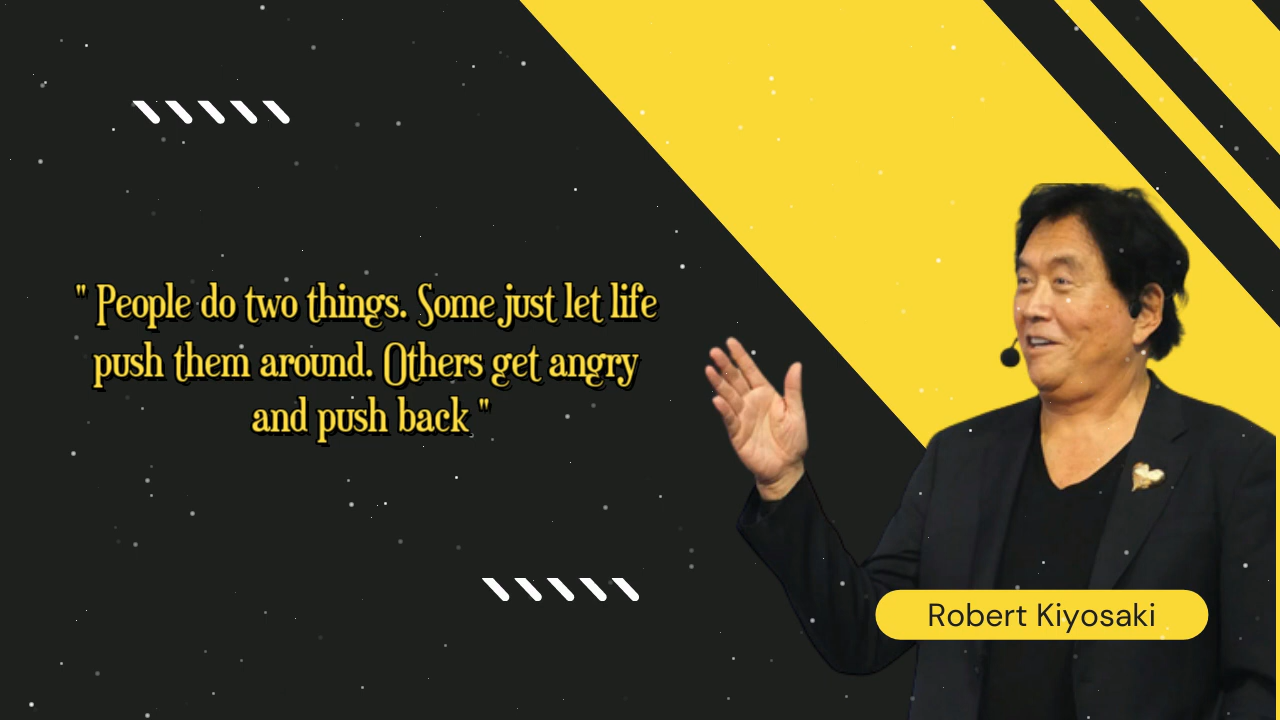 " People do two things. Some just let life
push them around. Others get angry
and push back "
Robert Kiyosaki